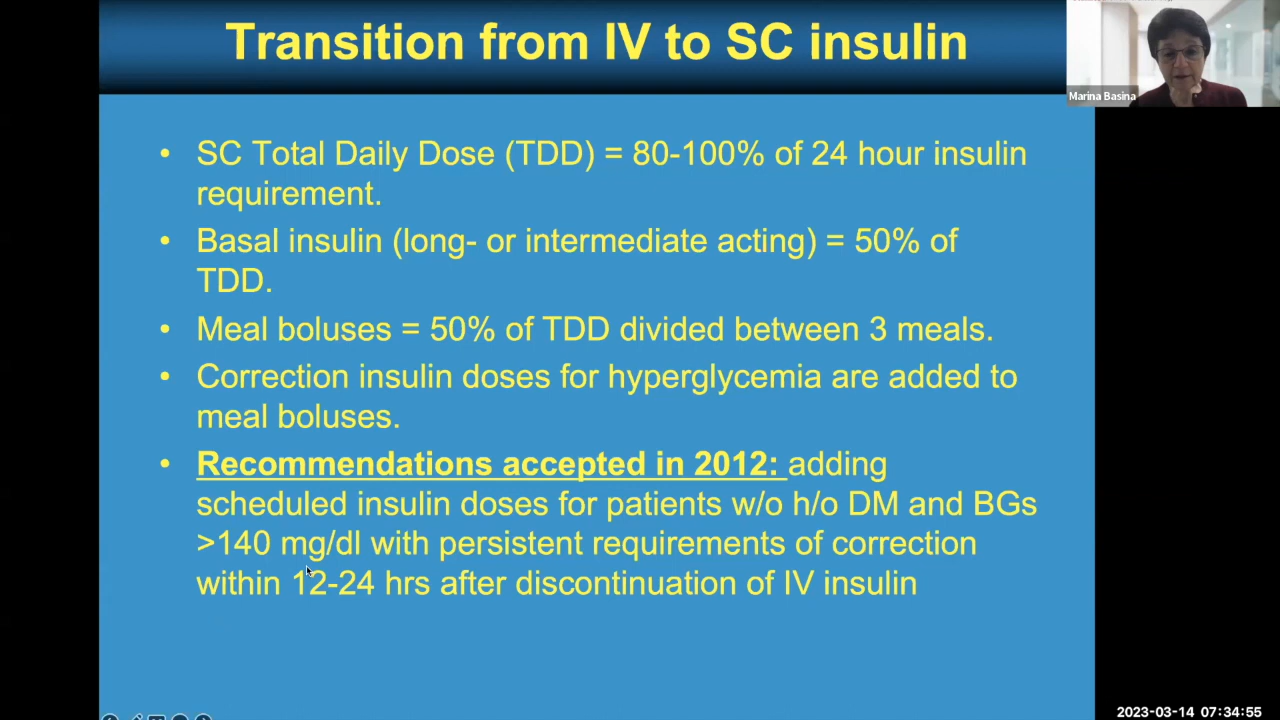 Transition from IV to SC insulin
Marina Basina
• SC Total Daily Dose (TDD) = 80-100% of 24 hour insulin
requirement.
• Basal insulin (long- or intermediate acting) = 50% of
TDD.
• Meal boluses = 50% of TDD divided between 3 meals.
• Correction insulin doses for hyperglycemia are added to
meal boluses.
• Recommendations accepted in 2012: adding
scheduled insulin doses for patients w/o h/o DM and BGs
>140 mg/dl with persistent requirements of correction
within 12-24 hrs after discontinuation of IV insulin
2023-03-14 07:34:55